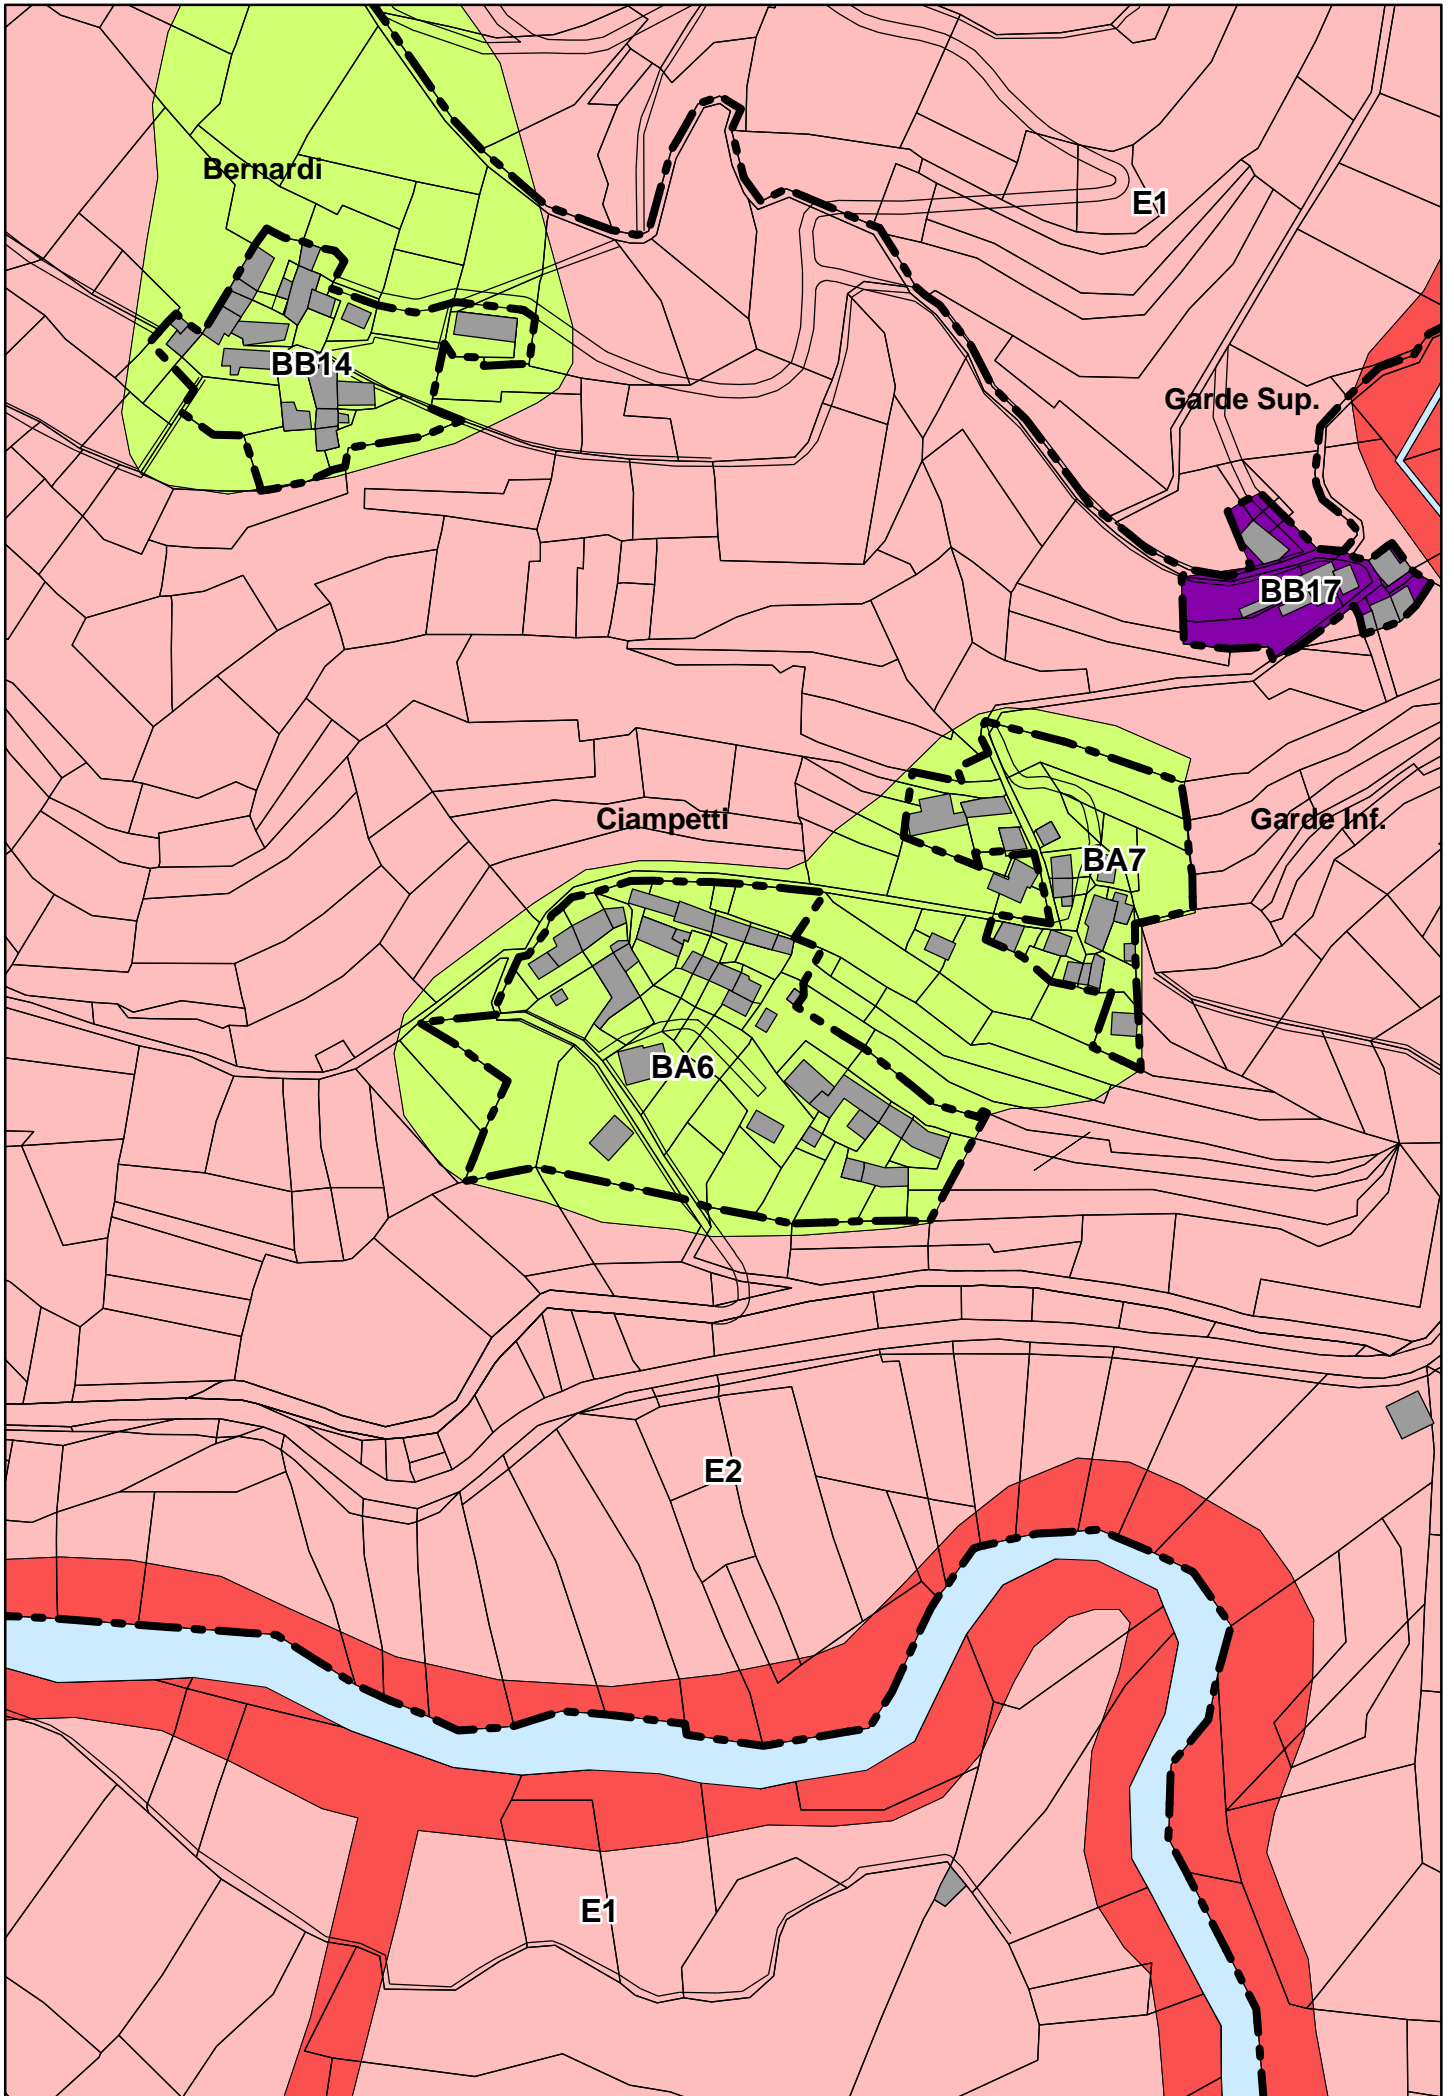 Bernardi
E1
BB14
Garde Sup.
BB17
Ciampetti
Garde Inf.
BA7
BA6
E2
E1